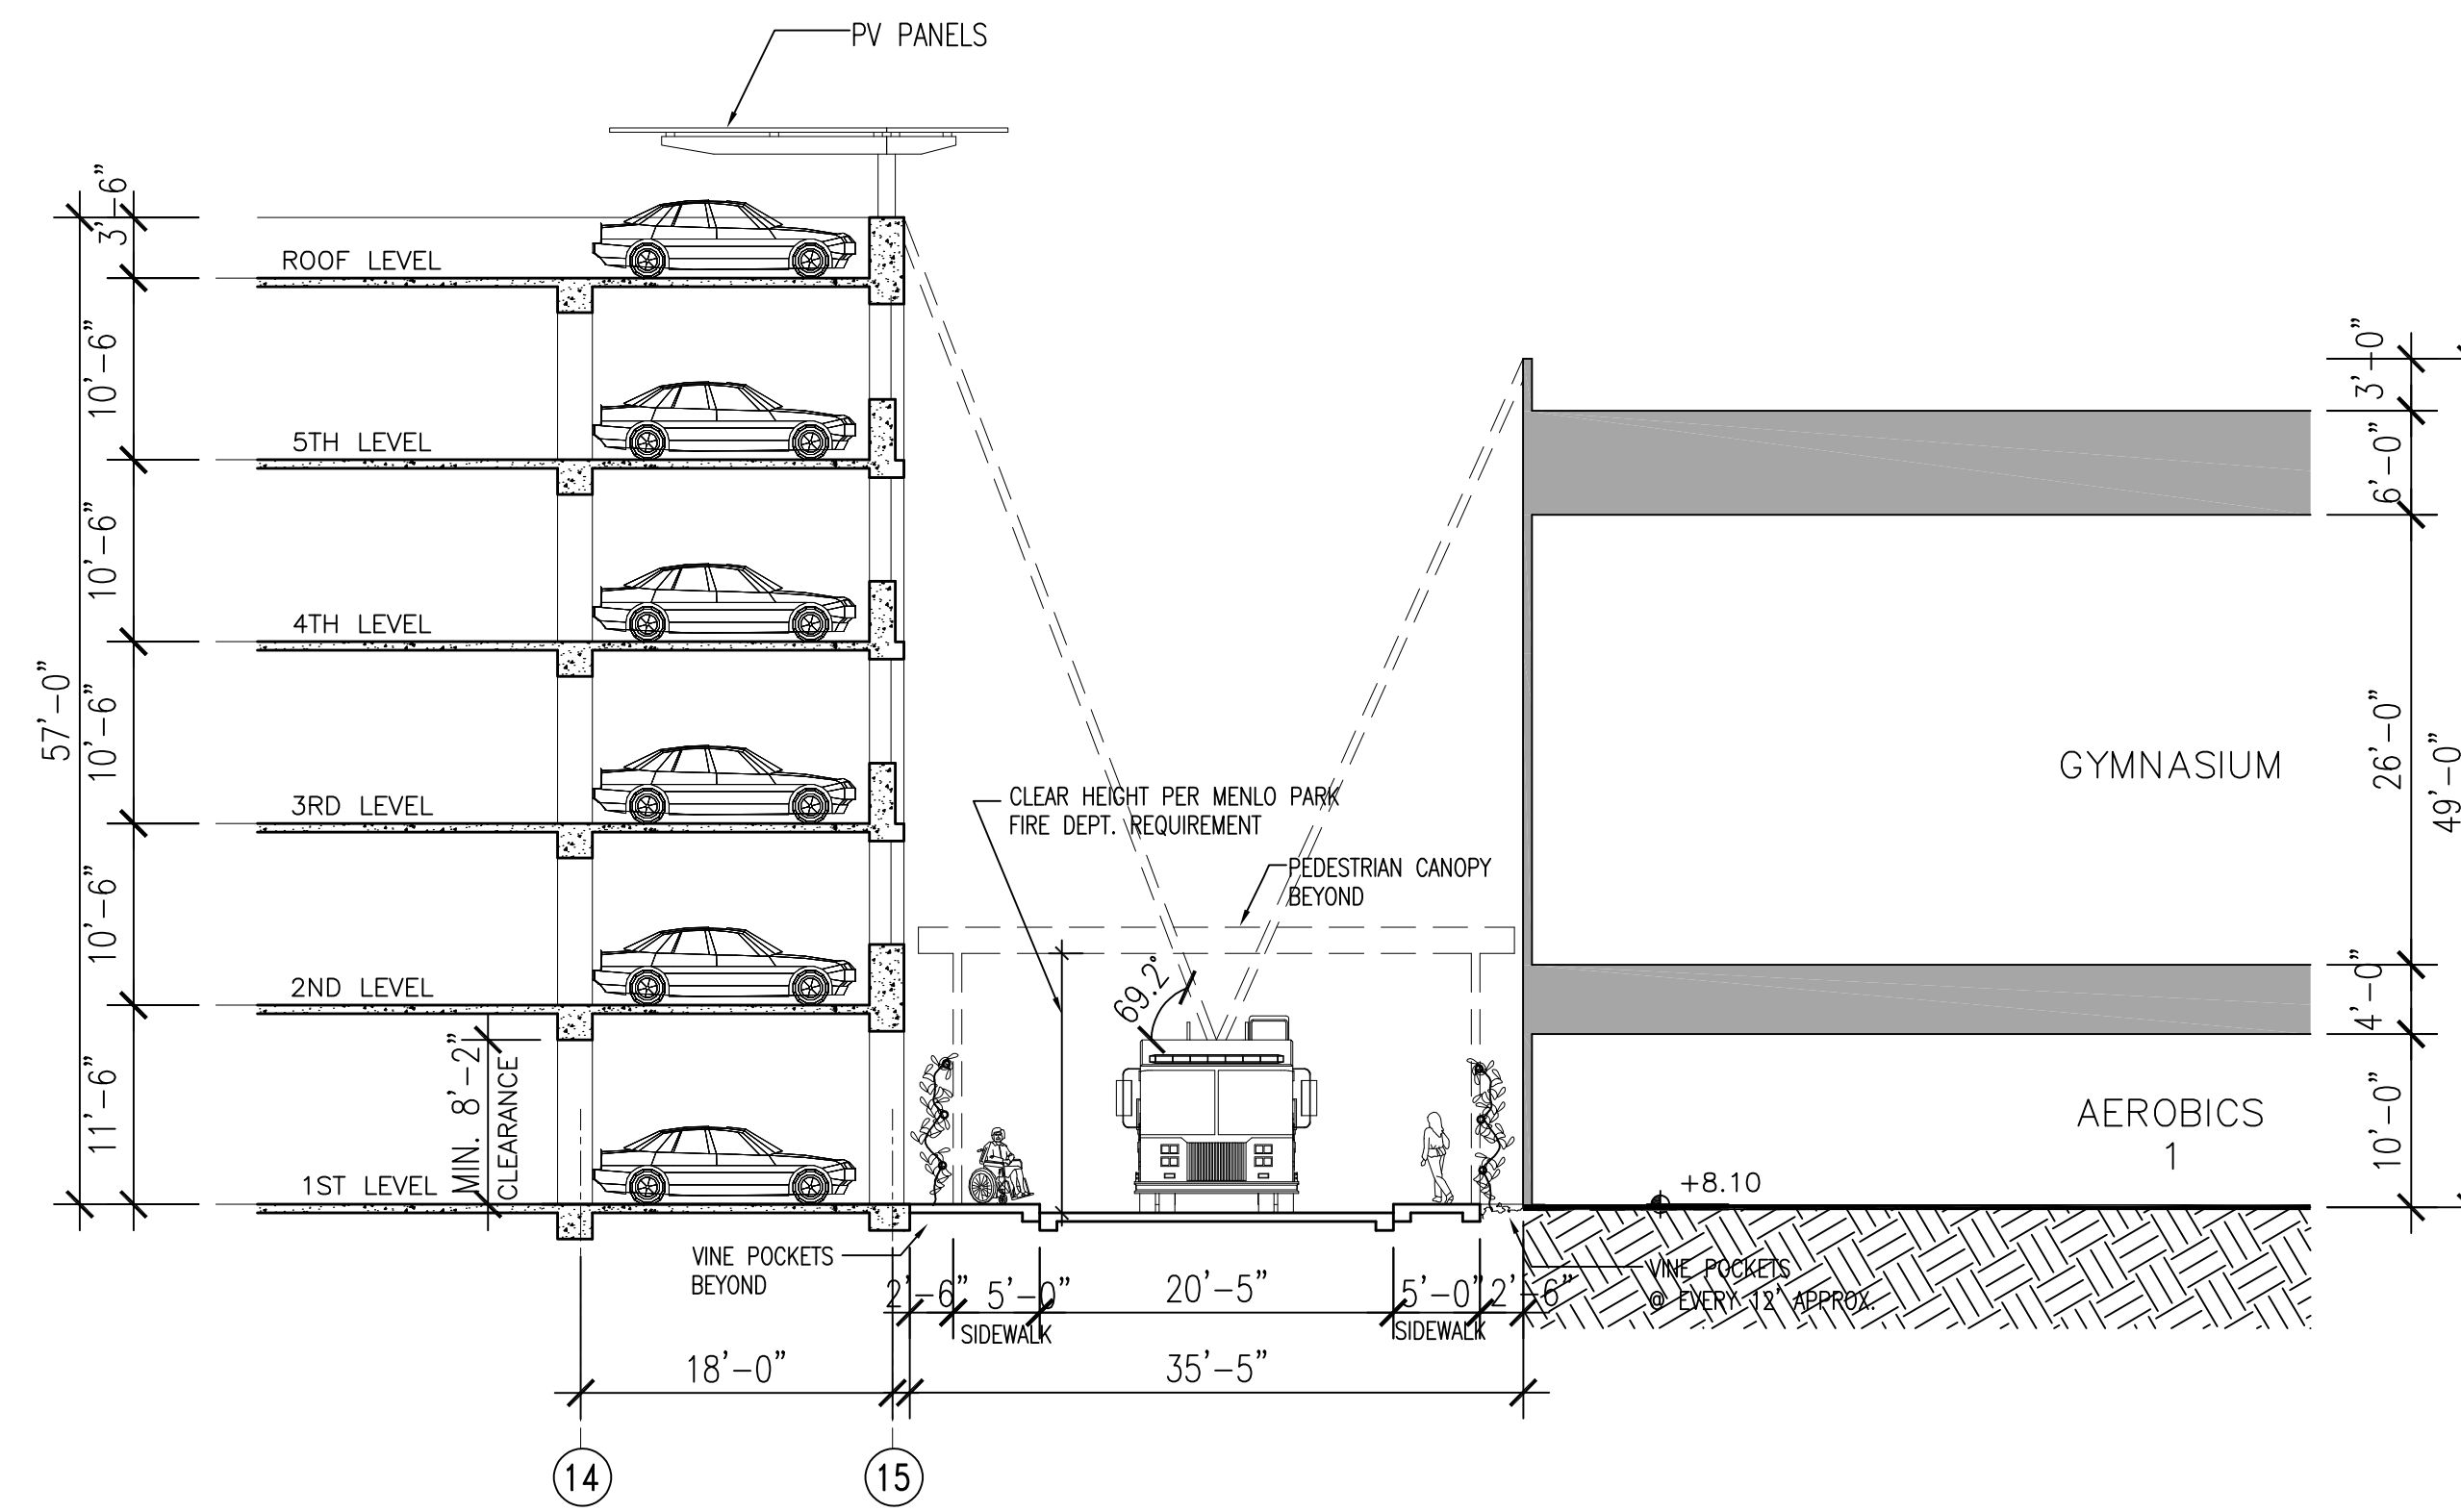 PV PANELS
3'-6"
ROOF LEVEL
10'-6"
5TH LEVEL
10'-6"
4TH LEVEL
10'-6"
3RD LEVEL
10'-6"
2ND LEVEL
11'-6"
1ST LEVEL
57'-0"
MIN. 8'-2"
CLEARANCE
CLEAR HEIGHT PER MENLO PARK
FIRE DEPT. REQUIREMENT
PEDESTRIAN CANOPY
BEYOND
69.2°
3'-0"
6'-0"
26'-0"
49'-0"
4'-0"
10'-0"
GYMNASIUM
AEROBICS
1
+8.10
VINE POCKETS
BEYOND
2'-6"
5'-0"
SIDEWALK
20'-5"
5'-0"
SIDEWALK
2'-6"
VINE POCKETS
@ EVERY 12' APPROX.
18'-0"
35'-5"
14
15